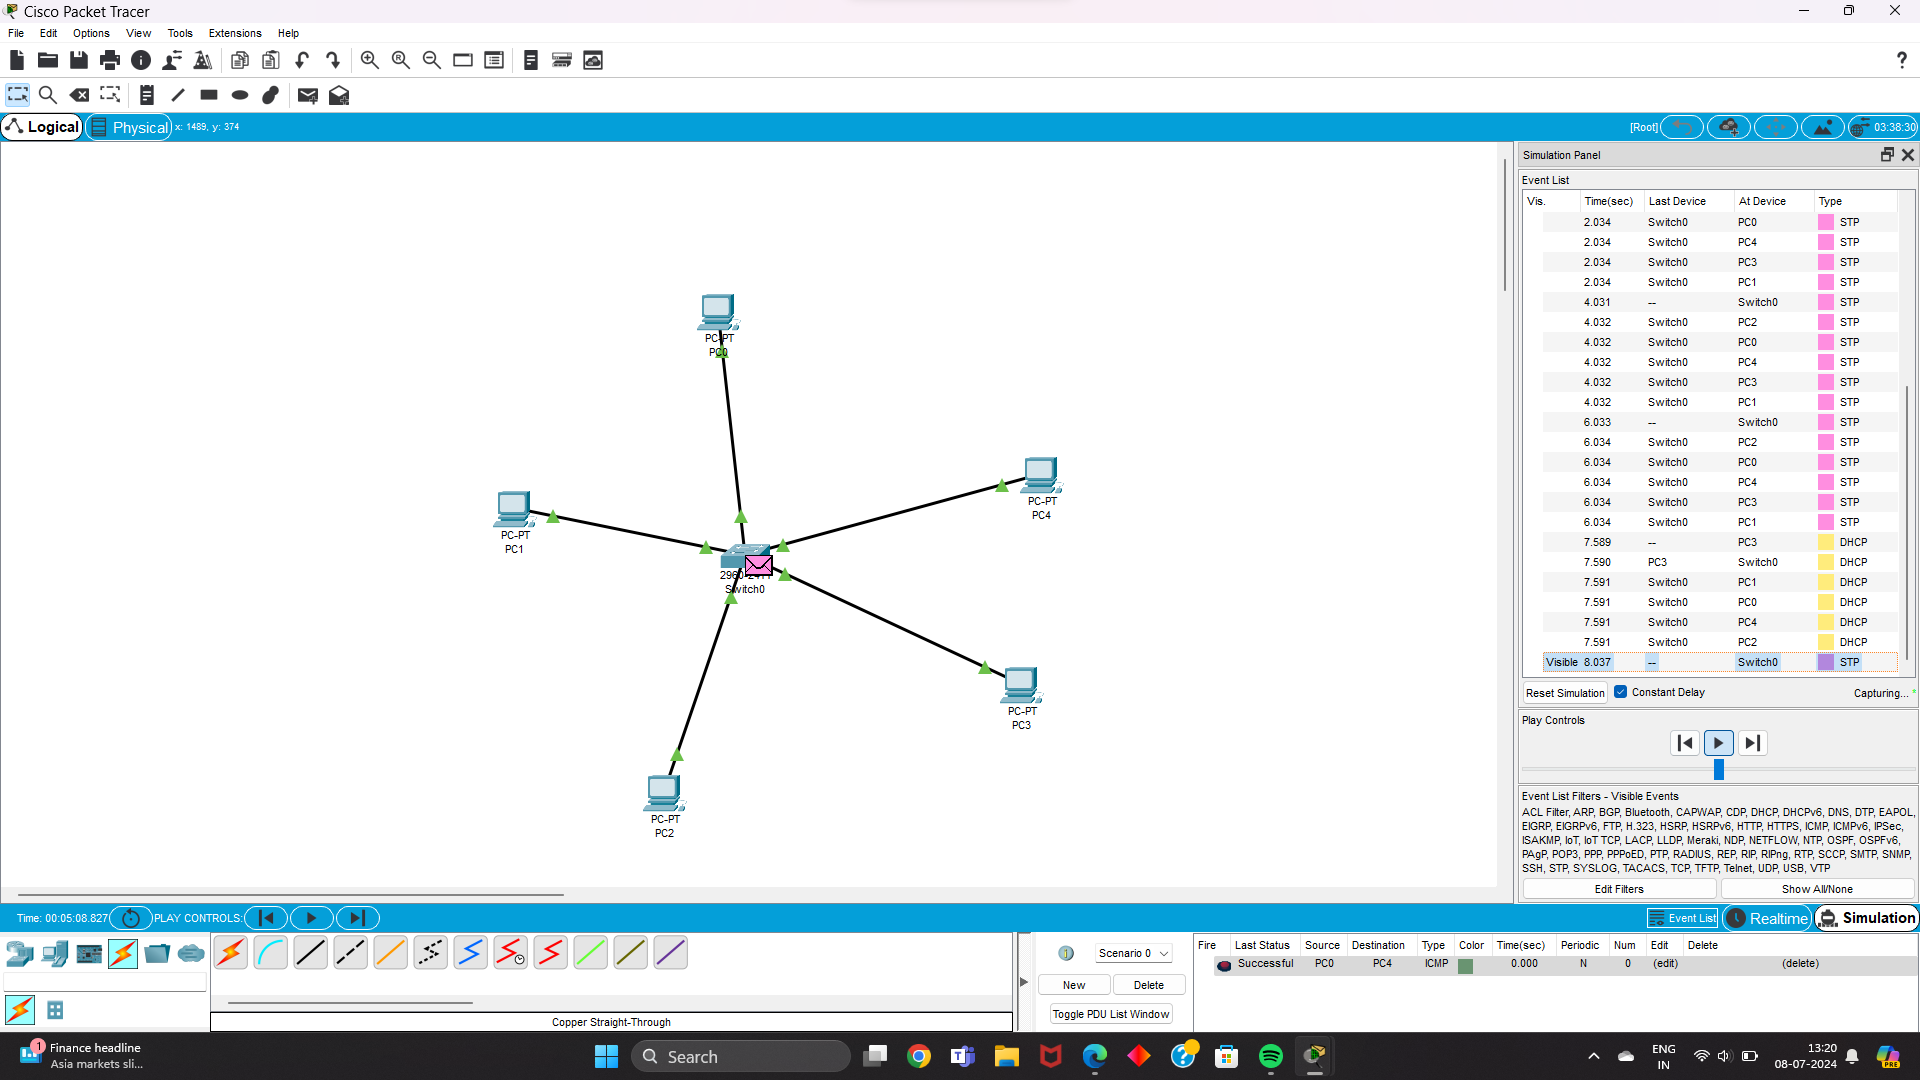 Cisco Packet Tracer
File Edit Options View Tools Extensions Help
Logical Physical x: 1489, y: 374 [Root] 03:38:30
PC-PT
PC0
PC-PT
PC4
PC-PT
PC1
Switch0
PC-PT
PC3
PC-PT
PC2
Simulation Panel
Event List
Vis. Time(sec) Last Device At Device Type
2.034 Switch0 PC0 STP
2.034 Switch0 PC4 STP
2.034 Switch0 PC3 STP
2.034 Switch0 PC1 STP
4.031 -- Switch0 STP
4.032 Switch0 PC2 STP
4.032 Switch0 PC0 STP
4.032 Switch0 PC4 STP
4.032 Switch0 PC3 STP
4.032 Switch0 PC1 STP
6.033 -- Switch0 STP
6.034 Switch0 PC2 STP
6.034 Switch0 PC0 STP
6.034 Switch0 PC4 STP
6.034 Switch0 PC3 STP
6.034 Switch0 PC1 STP
7.589 -- PC3 DHCP
7.590 PC3 Switch0 DHCP
7.591 Switch0 PC1 DHCP
7.591 Switch0 PC0 DHCP
7.591 Switch0 PC4 DHCP
7.591 Switch0 PC2 DHCP
Visible 8.037 -- Switch0 STP
Reset Simulation Constant Delay Capturing... *
Play Controls
Event List Filters - Visible Events
ACL Filter, ARP, BGP, Bluetooth, CAPWAP, CDP, DHCP, DHCPv6, DNS, DTP, EAPOL,
EIGRP, EIGRPv6, FTP, H.323, HSRP, HSRPv6, HTTP, HTTPS, ICMP, ICMPv6, IPSec,
ISAKMP, IoT, IoT TCP, LACP, LLDP, Meraki, NDP, NETFLOW, NTP, OSPF, OSPFv6,
PAgP, POP3, PPP, PPPoED, PTP, RADIUS, REP, RIP, RIPng, RTP, SCCP, SMTP, SNMP,
SSH, STP, SYSLOG, TACACS, TCP, TFTP, Telnet, UDP, USB, VTP
Edit Filters Show All/None
Time: 00:05:08.827 PLAY CONTROLS: Event List Realtime Simulation
Copper Straight-Through
Scenario 0
New Delete
Toggle PDU List Window
Fire Last Status Source Destination Type Color Time(sec) Periodic Num Edit Delete
Successful PC0 PC4 ICMP 0.000 N 0 (edit) (delete)
1
Finance headline
Asia markets sli...
Search
ENG
IN
13:20
08-07-2024
PRE